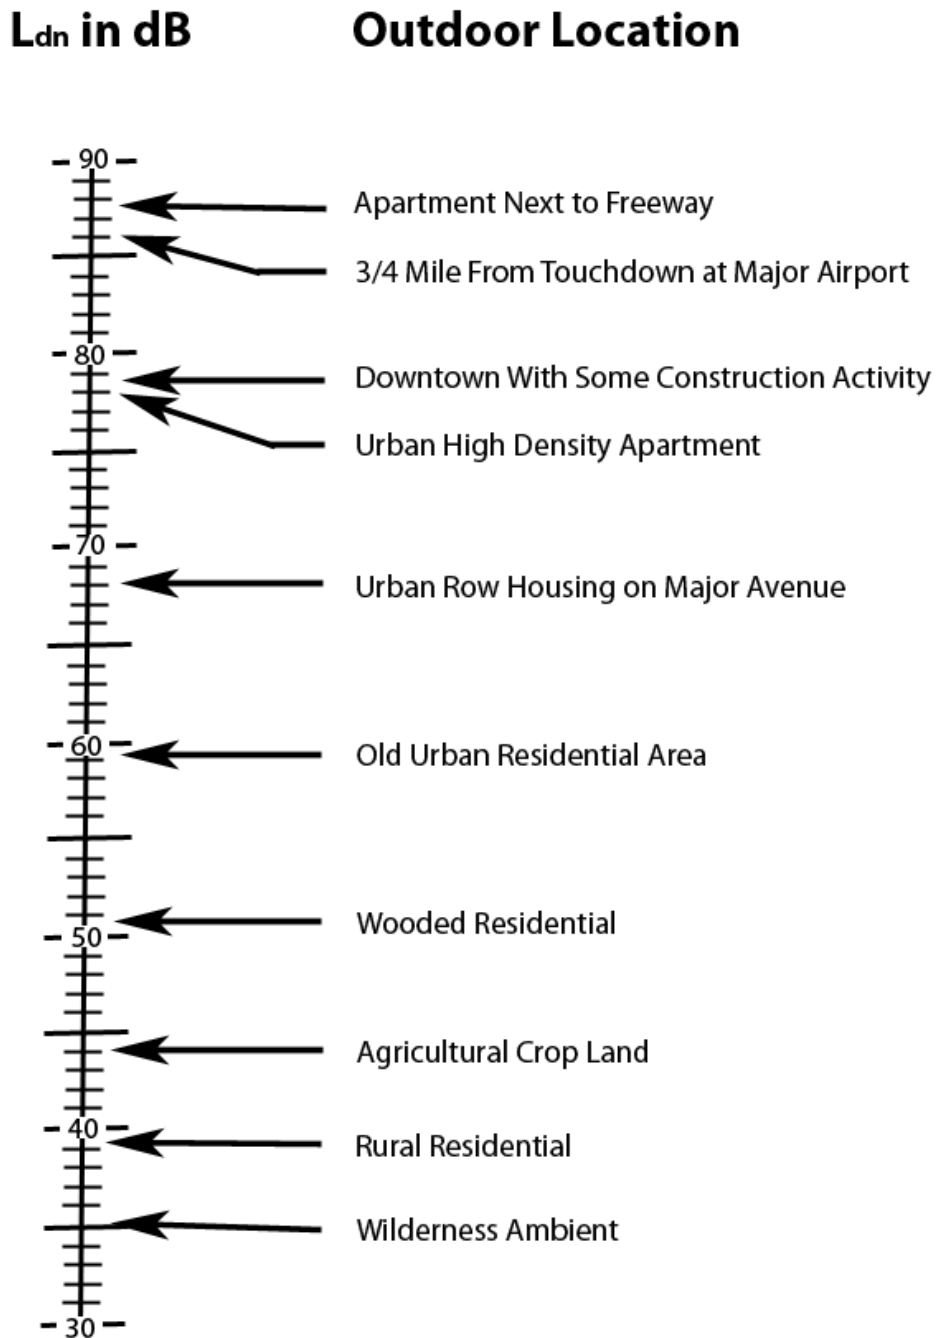 Ldn in dB Outdoor Location
90
Apartment Next to Freeway
3/4 Mile From Touchdown at Major Airport
80
Downtown With Some Construction Activity
Urban High Density Apartment
70
Urban Row Housing on Major Avenue
60
Old Urban Residential Area
Wooded Residential
50
Agricultural Crop Land
40
Rural Residential
Wilderness Ambient
30